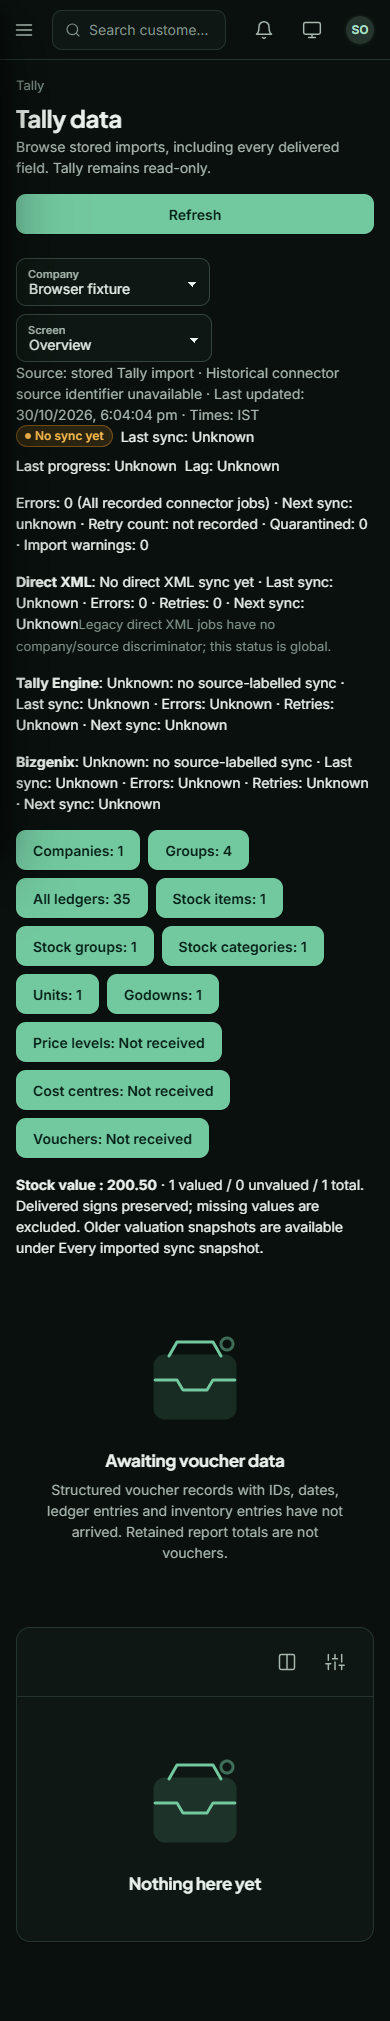 Search custome...
SO
Tally
Tally data
Browse stored imports, including every delivered
field. Tally remains read-only.
Refresh
Company
Browser fixture
Screen
Overview
Source: stored Tally import · Historical connector
source identifier unavailable · Last updated:
30/10/2026, 6:04:04 pm · Times: IST
No sync yet Last sync: Unknown
Last progress: Unknown Lag: Unknown
Errors: 0 (All recorded connector jobs) · Next sync:
unknown · Retry count: not recorded · Quarantined: 0
· Import warnings: 0
Direct XML: No direct XML sync yet · Last sync:
Unknown · Errors: 0 · Retries: 0 · Next sync:
UnknownLegacy direct XML jobs have no
company/source discriminator; this status is global.
Tally Engine: Unknown: no source-labelled sync ·
Last sync: Unknown · Errors: Unknown · Retries:
Unknown · Next sync: Unknown
Bizgenix: Unknown: no source-labelled sync · Last
sync: Unknown · Errors: Unknown · Retries: Unknown
· Next sync: Unknown
Companies: 1 Groups: 4
All ledgers: 35 Stock items: 1
Stock groups: 1 Stock categories: 1
Units: 1 Godowns: 1
Price levels: Not received
Cost centres: Not received
Vouchers: Not received
Stock value : 200.50 · 1 valued / 0 unvalued / 1 total.
Delivered signs preserved; missing values are
excluded. Older valuation snapshots are available
under Every imported sync snapshot.
Awaiting voucher data
Structured voucher records with IDs, dates,
ledger entries and inventory entries have not
arrived. Retained report totals are not
vouchers.
Nothing here yet